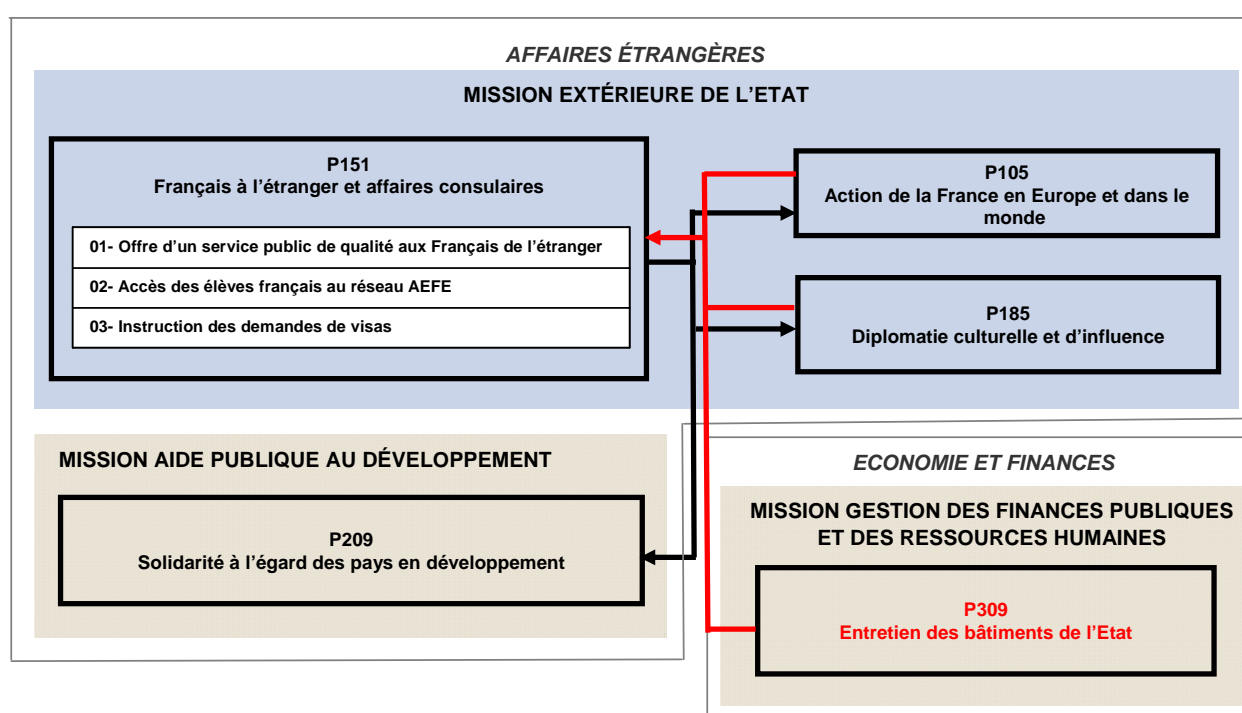 AFFAIRES ÉTRANGÈRES
MISSION EXTÉRIEURE DE L’ETAT
P151
Français à l’étranger et affaires consulaires
01- Offre d’un service public de qualité aux Français de l’étranger
02- Accès des élèves français au réseau AEFE
03- Instruction des demandes de visas
P105
Action de la France en Europe et dans le
monde
P185
Diplomatie culturelle et d’influence
MISSION AIDE PUBLIQUE AU DÉVELOPPEMENT
P209
Solidarité à l’égard des pays en développement
ECONOMIE ET FINANCES
MISSION GESTION DES FINANCES PUBLIQUES
ET DES RESSOURCES HUMAINES
P309
Entretien des bâtiments de l’Etat